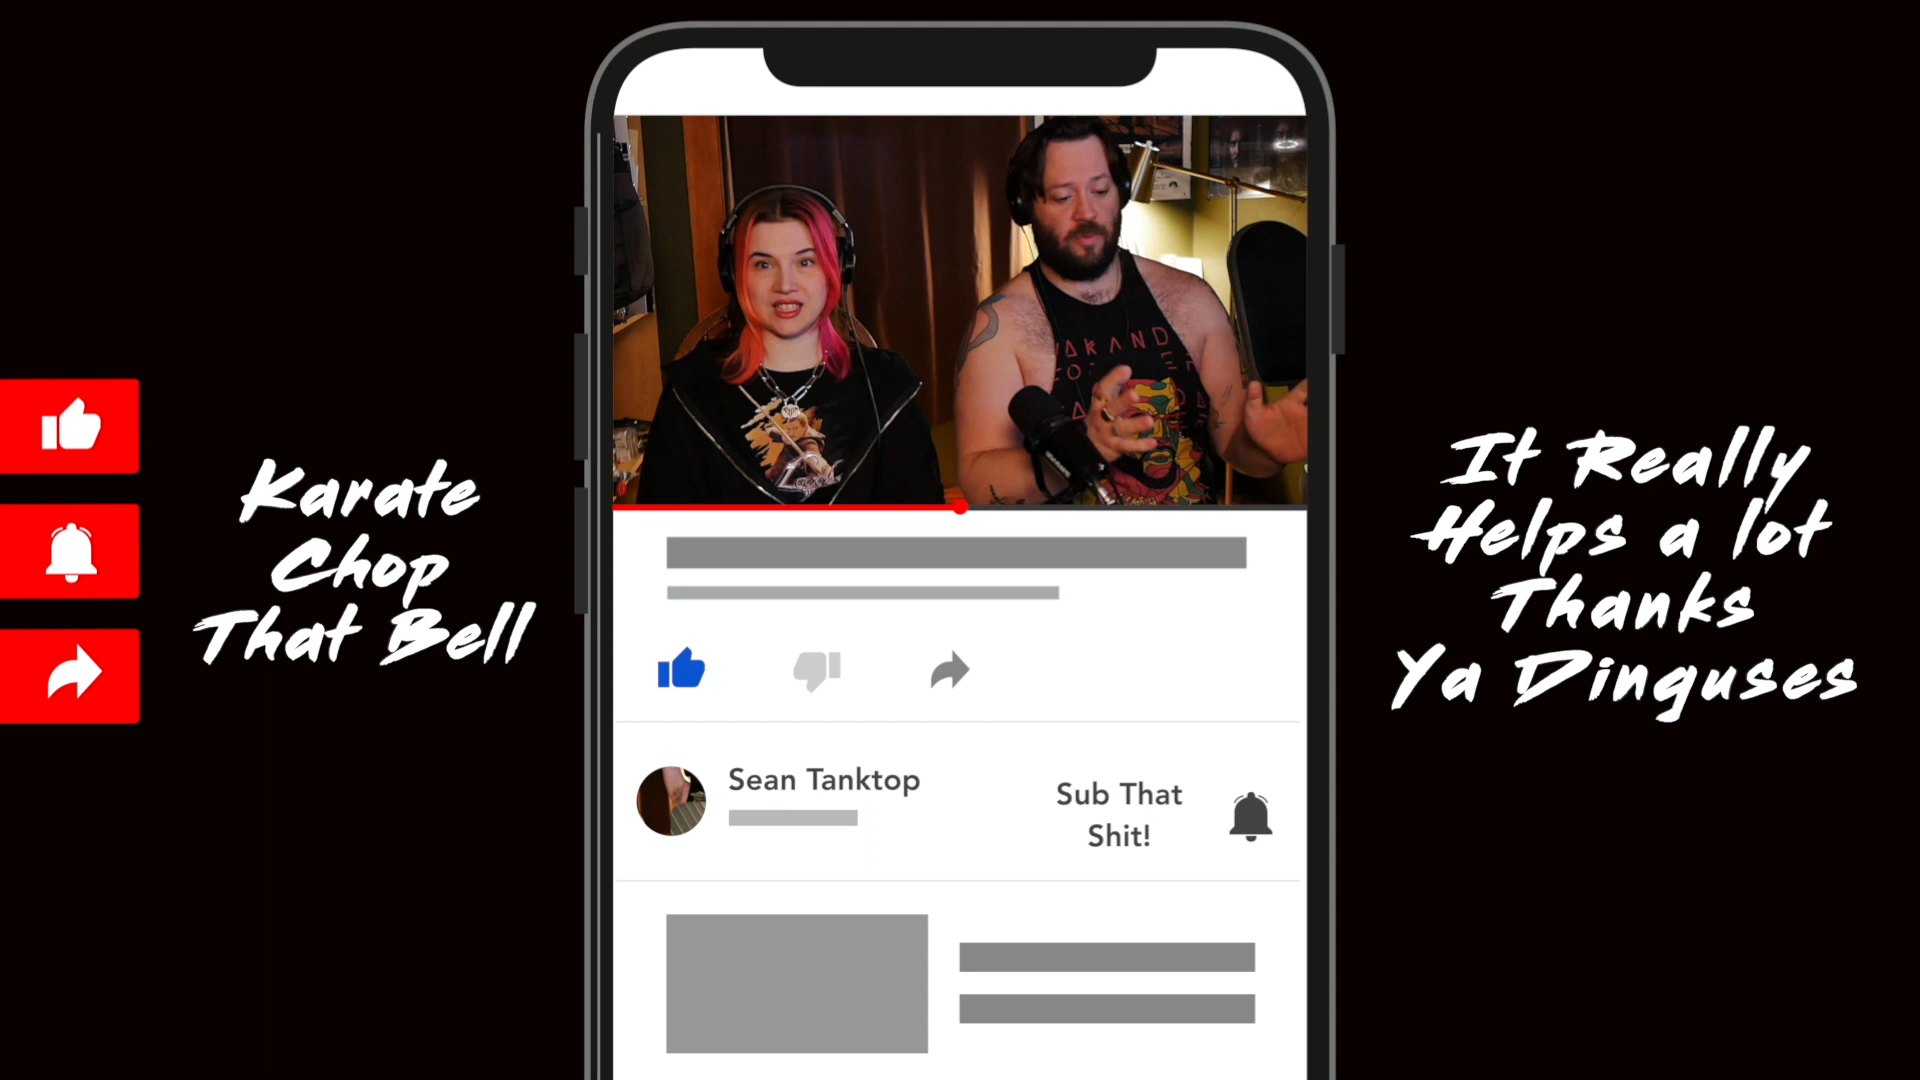 Karate
Chop
That Bell
It Really
Helps a lot
Thanks
Ya Dinguses
Sean Tanktop
Sub That
Shit!